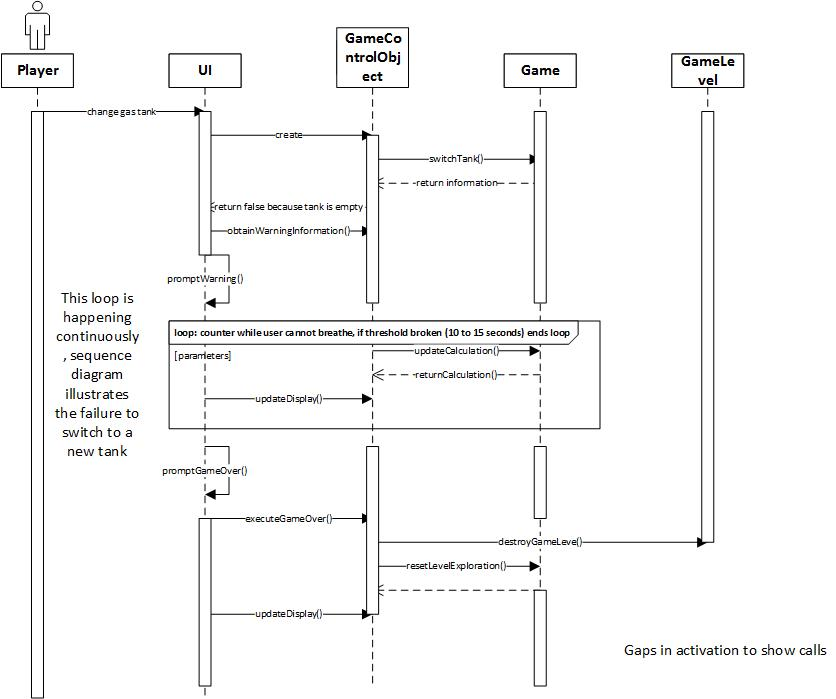 Player
UI
GameCo
ntrolObj
ect
Game
GameLe
vel
change gas tank
create
switchTank()
return information
return false because tank is empty
obtainWarningInformation()
promptWarning()
This loop is
happening
continuously
, sequence
diagram
illustrates
the failure to
switch to a
new tank
loop: counter while user cannot breathe, if threshold broken (10 to 15 seconds) ends loop
[parameters]
updateCalculation()
returnCalculation()
updateDisplay()
promptGameOver()
executeGameOver()
destroyGameLeve()
resetLevelExploration()
updateDisplay()
Gaps in activation to show calls